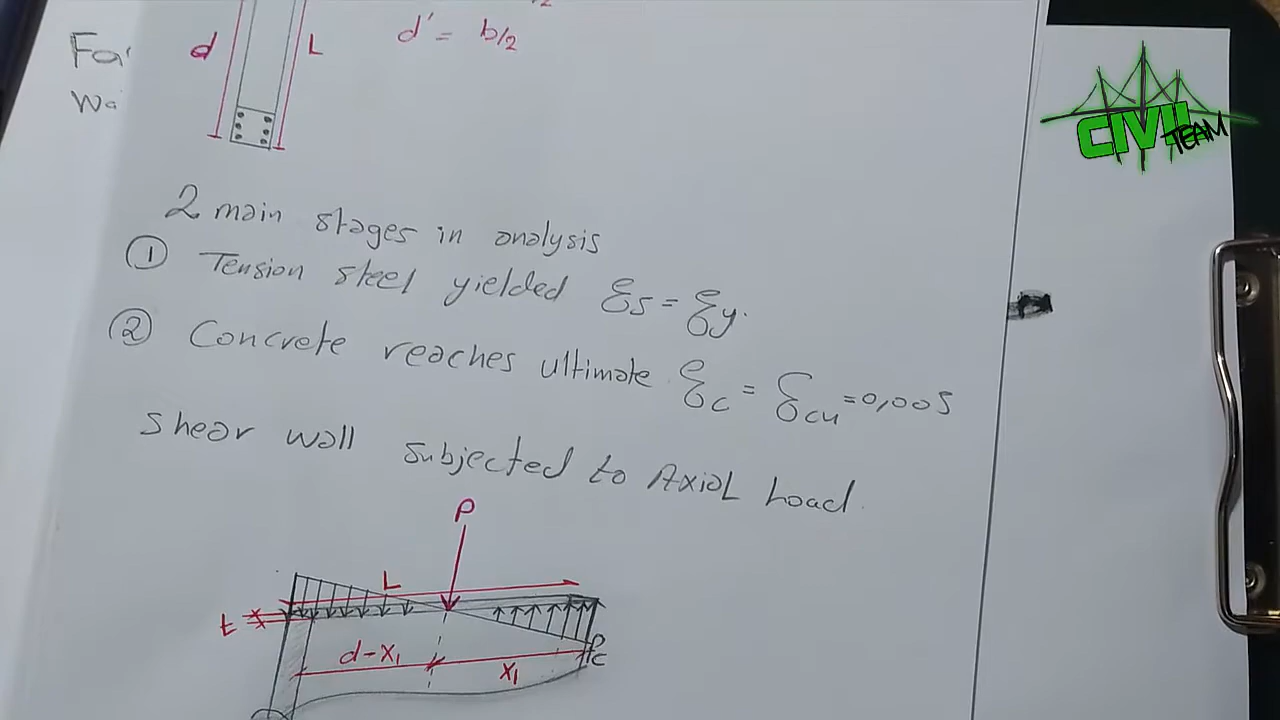 d
L
d' = b/2
2 main stages in analysis
① Tension steel yielded εs = εy.
② Concrete reaches ultimate εc = εcu = 0,005
Shear wall subjected to Axial Load.
P
L
t
d-x1
x1
CIVIL
TEAM